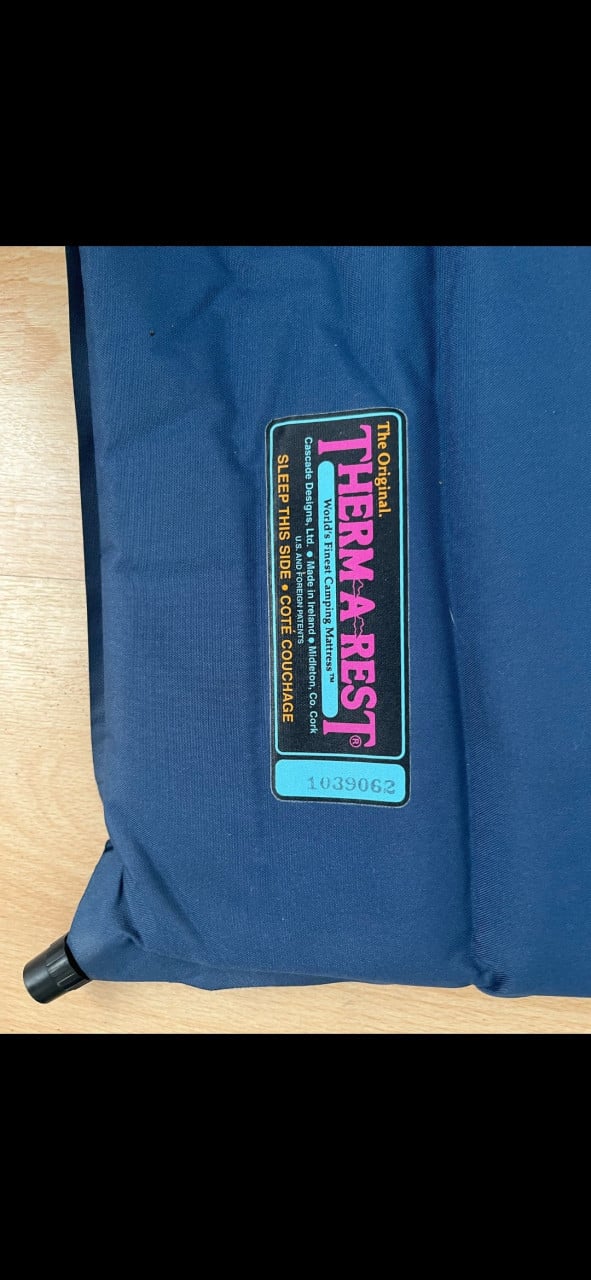 The Original.
THERM-A-REST®
World's Finest Camping Mattress™
Cascade Designs, Ltd. • Made in Ireland • Midleton, Co. Cork
U.S. AND FOREIGN PATENTS
SLEEP THIS SIDE • COTÉ COUCHAGE
1039062